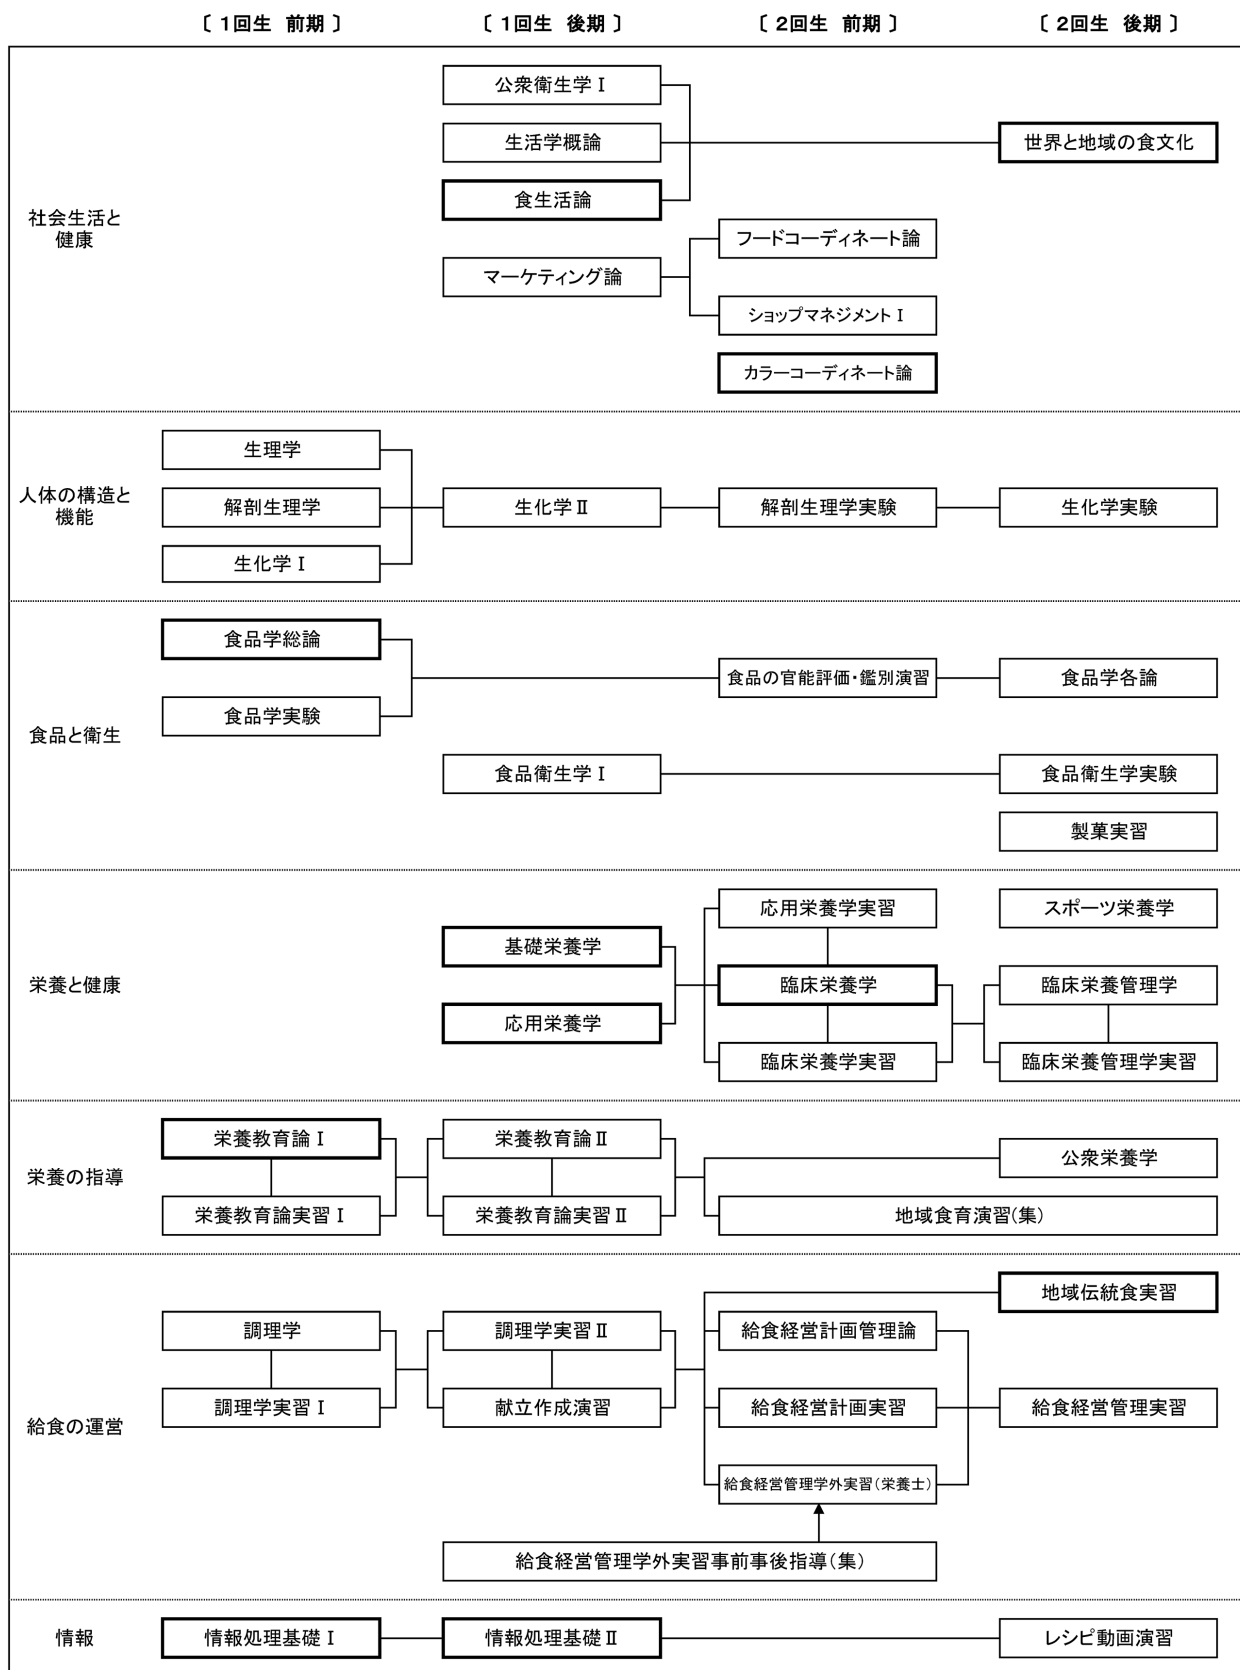 〔 1回生 前期 〕
〔 1回生 後期 〕
〔 2回生 前期 〕
〔 2回生 後期 〕
社会生活と
健康
公衆衛生学Ⅰ
生活学概論
世界と地域の食文化
食生活論
フードコーディネート論
マーケティング論
ショップマネジメントⅠ
カラーコーディネート論
人体の構造と
機能
生理学
解剖生理学
生化学Ⅱ
解剖生理学実験
生化学実験
生化学Ⅰ
食品と衛生
食品学総論
食品の官能評価・鑑別演習
食品学各論
食品学実験
食品衛生学Ⅰ
食品衛生学実験
製菓実習
栄養と健康
応用栄養学実習
スポーツ栄養学
基礎栄養学
臨床栄養学
臨床栄養管理学
応用栄養学
臨床栄養学実習
臨床栄養管理学実習
栄養の指導
栄養教育論Ⅰ
栄養教育論Ⅱ
公衆栄養学
栄養教育論実習Ⅰ
栄養教育論実習Ⅱ
地域食育演習(集)
給食の運営
地域伝統食実習
調理学
調理学実習Ⅱ
給食経営計画管理論
調理学実習Ⅰ
献立作成演習
給食経営計画実習
給食経営管理実習
給食経営管理学外実習(栄養士)
給食経営管理学外実習事前事後指導(集)
情報
情報処理基礎Ⅰ
情報処理基礎Ⅱ
レシピ動画演習